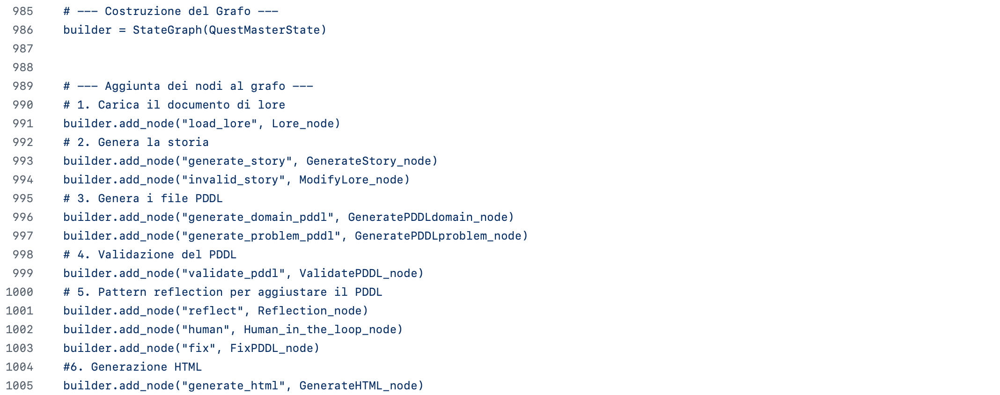 985 # --- Costruzione del Grafo ---
986 builder = StateGraph(QuestMasterState)
987
988
989 # --- Aggiunta dei nodi al grafo ---
990 # 1. Carica il documento di lore
991 builder.add_node("load_lore", Lore_node)
992 # 2. Genera la storia
993 builder.add_node("generate_story", GenerateStory_node)
994 builder.add_node("invalid_story", ModifyLore_node)
995 # 3. Genera i file PDDL
996 builder.add_node("generate_domain_pddl", GeneratePDDLdomain_node)
997 builder.add_node("generate_problem_pddl", GeneratePDDLproblem_node)
998 # 4. Validazione del PDDL
999 builder.add_node("validate_pddl", ValidatePDDL_node)
1000 # 5. Pattern reflection per aggiustare il PDDL
1001 builder.add_node("reflect", Reflection_node)
1002 builder.add_node("human", Human_in_the_loop_node)
1003 builder.add_node("fix", FixPDDL_node)
1004 #6. Generazione HTML
1005 builder.add_node("generate_html", GenerateHTML_node)